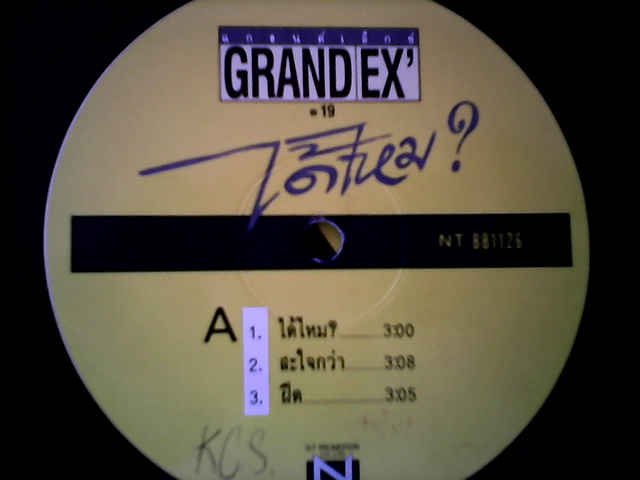 แกรนด์เอ็กซ์
GRAND EX'
19
ได้ไหม?
NT 881126
A
1. ได้ไหม? 3:00
2. สะใจกว่า 3:08
3. ฝืด 3:05
KCS.
N